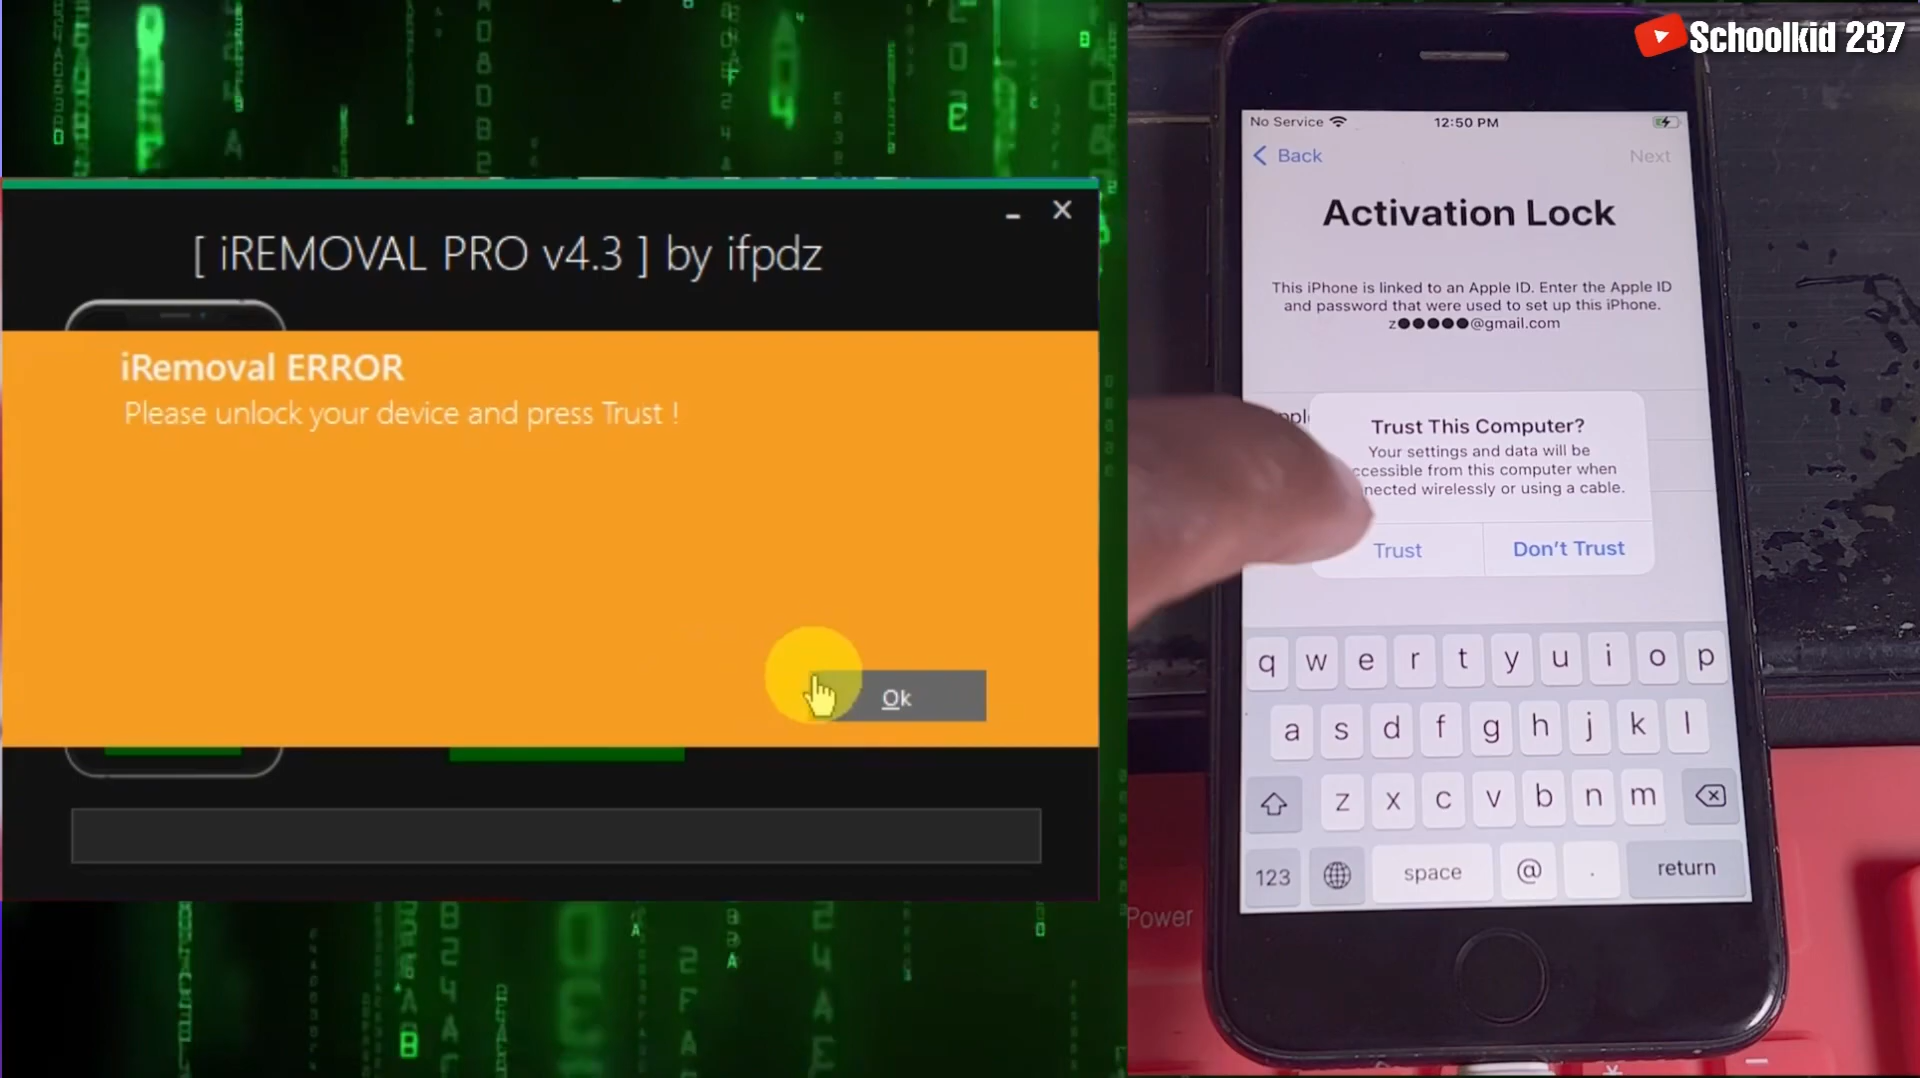 Schoolkid 237
[ iREMOVAL PRO v4.3 ] by ifpdz
iRemoval ERROR
Please unlock your device and press Trust !
Ok
No Service
12:50 PM
Back
Next
Activation Lock
This iPhone is linked to an Apple ID. Enter the Apple ID
and password that were used to set up this iPhone.
z●●●●●@gmail.com
Trust This Computer?
Your settings and data will be
ccessible from this computer when
nected wirelessly or using a cable.
Trust
Don't Trust
q w e r t y u i o p
a s d f g h j k l
z x c v b n m
123
space
@
.
return
Power